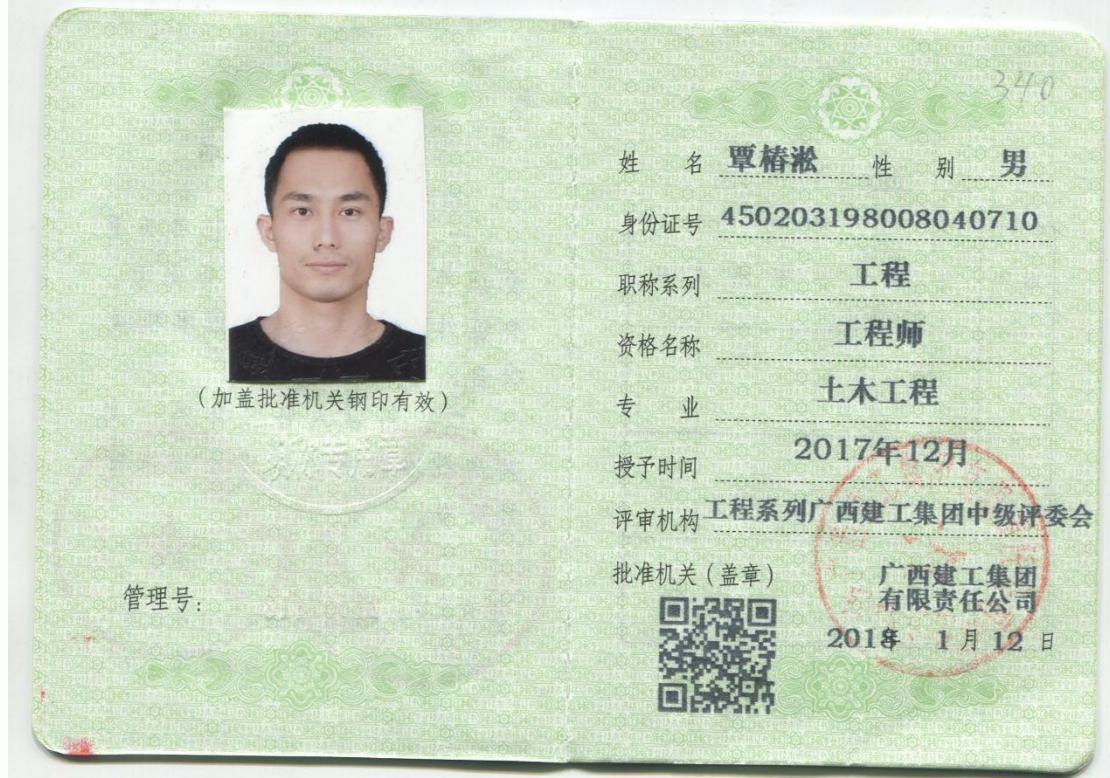 (加盖批准机关钢印有效)
管理号:
340
姓 名 覃椿淞 性 别 男
身份证号 450203198008040710
职称系列 工程
资格名称 工程师
专 业 土木工程
授予时间 2017年12月
评审机构 工程系列广西建工集团中级评委会
批准机关(盖章) 广西建工集团
有限责任公司
2018年 1月 12日